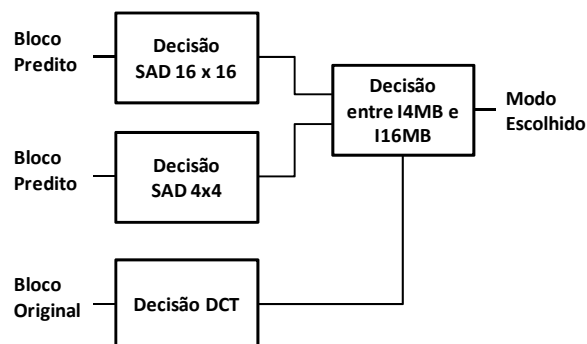 Bloco
Predito
Decisão
SAD 16 x 16
Decisão
entre I4MB e
I16MB
Modo
Escolhido
Bloco
Predito
Decisão
SAD 4x4
Bloco
Original
Decisão DCT